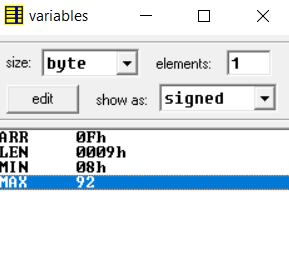 variables
size: byte elements: 1
edit show as: signed
ARR 0Fh
LEN 0009h
MIN 08h
MAX 92